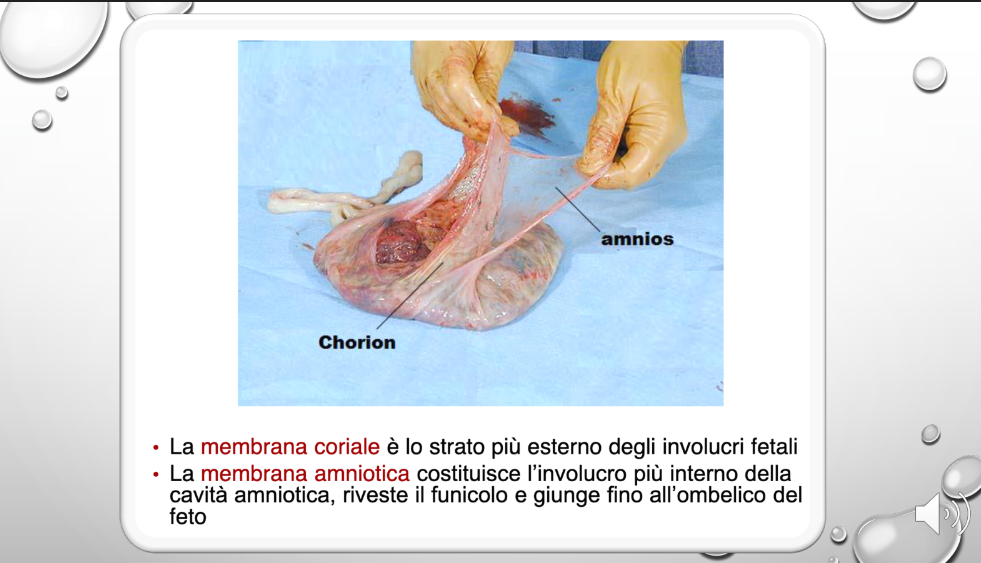 amnios
Chorion
• La membrana coriale è lo strato più esterno degli involucri fetali
• La membrana amniotica costituisce l'involucro più interno della
cavità amniotica, riveste il funicolo e giunge fino all'ombelico del
feto